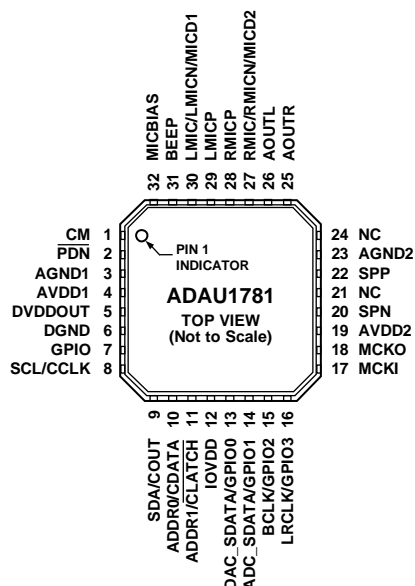 32 MICBIAS
31 BEEP
30 LMIC/LMICN/MICD1
29 LMICP
28 RMICP
27 RMIC/RMICN/MICD2
26 AOUTL
25 AOUTR
CM 1
PDN 2
AGND1 3
AVDD1 4
DVDDOUT 5
DGND 6
GPIO 7
SCL/CCLK 8
PIN 1
INDICATOR
ADAU1781
TOP VIEW
(Not to Scale)
24 NC
23 AGND2
22 SPP
21 NC
20 SPN
19 AVDD2
18 MCKO
17 MCKI
SDA/COUT 9
ADDR0/CDATA 10
ADDR1/CLATCH 11
IOVDD 12
DAC_SDATA/GPIO0 13
ADC_SDATA/GPIO1 14
BCLK/GPIO2 15
LRCLK/GPIO3 16